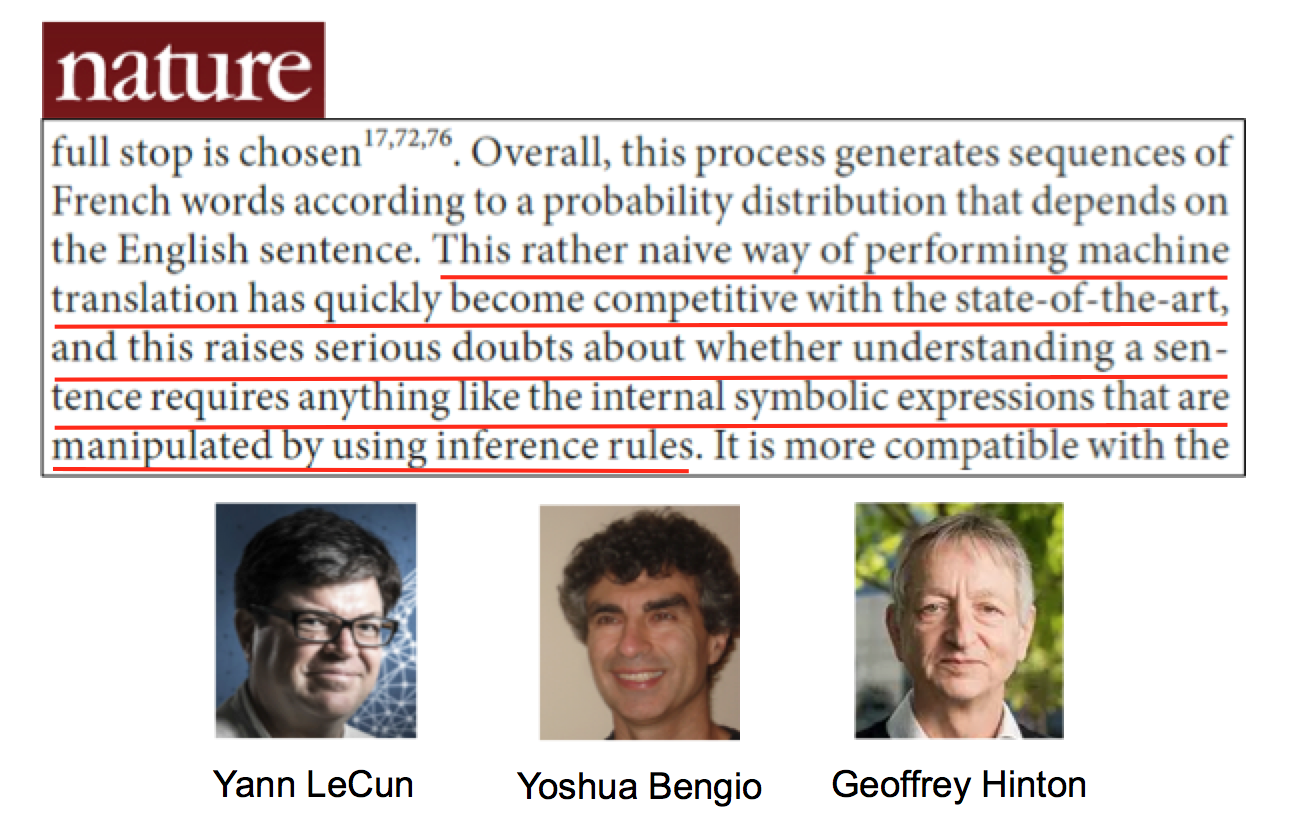 nature
full stop is chosen17,72,76. Overall, this process generates sequences of
French words according to a probability distribution that depends on
the English sentence. This rather naive way of performing machine
translation has quickly become competitive with the state-of-the-art,
and this raises serious doubts about whether understanding a sen-
tence requires anything like the internal symbolic expressions that are
manipulated by using inference rules. It is more compatible with the
Yann LeCun Yoshua Bengio Geoffrey Hinton